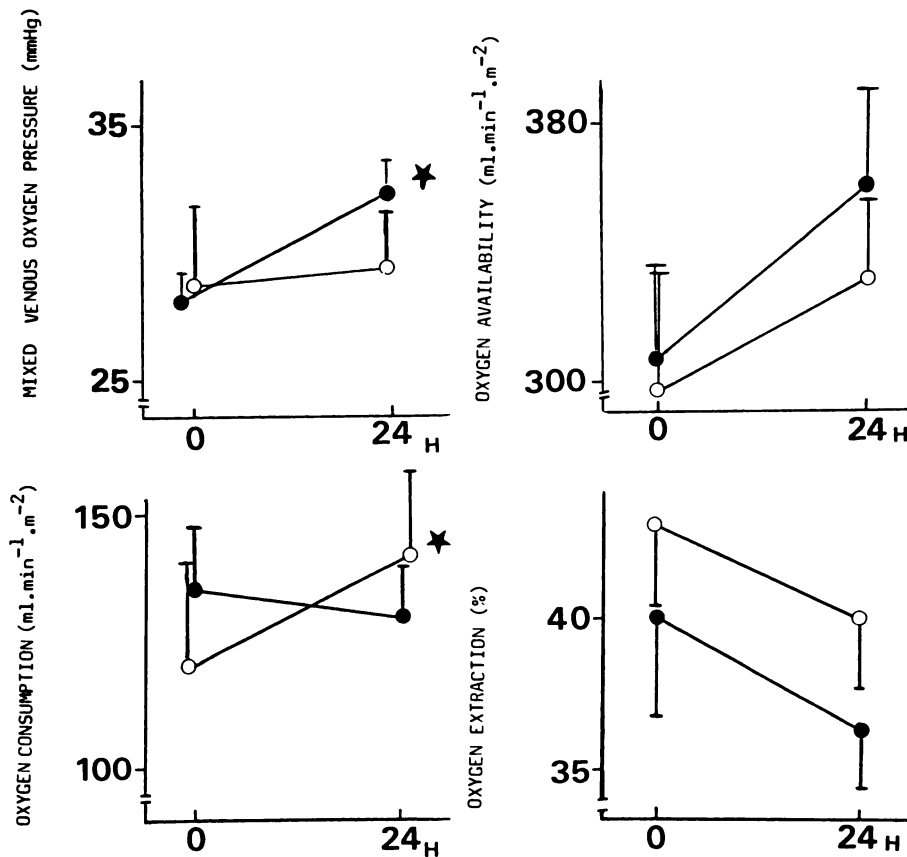 MIXED VENOUS OXYGEN PRESSURE (mmHg)
35
25
0
24 H
OXYGEN AVAILABILITY (ml.min⁻¹.m⁻²)
380
300
0
24 H
OXYGEN CONSUMPTION (ml.min⁻¹.m⁻²)
150
100
0
24 H
OXYGEN EXTRACTION (%)
40
35
0
24 H